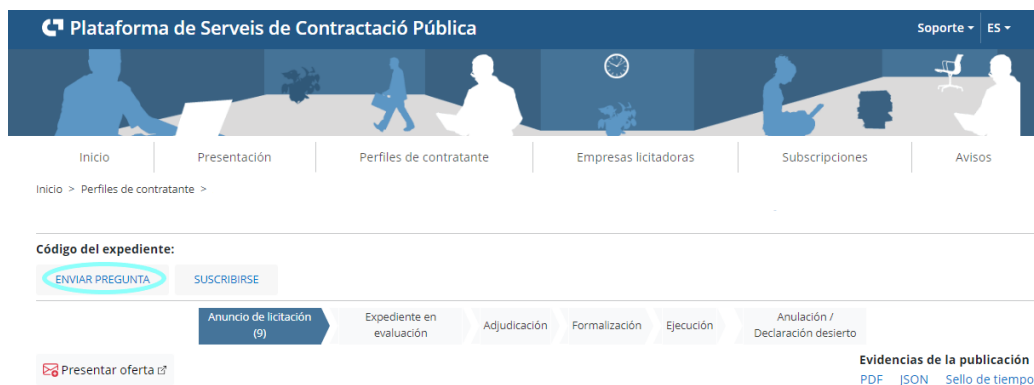 Plataforma de Serveis de Contractació Pública
Soporte ES
Inicio Presentación Perfiles de contratante Empresas licitadoras Subscripciones Avisos
Inicio > Perfiles de contratante >
Código del expediente:
ENVIAR PREGUNTA SUSCRIBIRSE
Anuncio de licitación (9)
Expediente en evaluación
Adjudicación
Formalización
Ejecución
Anulación / Declaración desierto
Presentar oferta
Evidencias de la publicación
PDF JSON Sello de tiempo